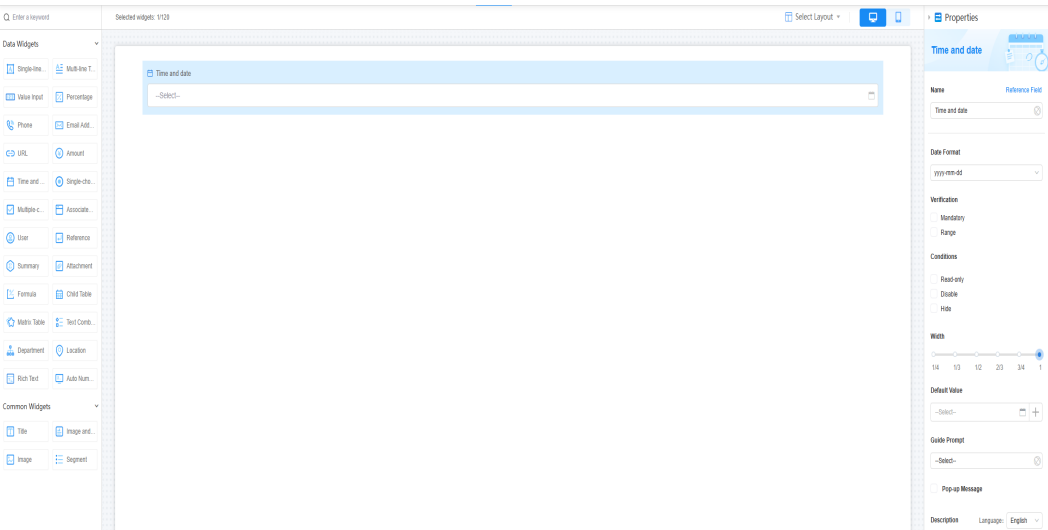 Enter a keyword
Selected widgets: 1/120
Select Layout
Properties
Data Widgets
Single-line...
Multi-line T...
Value Input
Percentage
Phone
Email Add...
URL
Amount
Time and ...
Single-cho...
Multiple-c...
Associate...
User
Reference
Summary
Attachment
Formula
Child Table
Matrix Table
Text Comb...
Department
Location
Rich Text
Auto Num...
Common Widgets
Title
Image and...
Image
Segment
Time and date
--Select--
Time and date
Name
Reference Field
Time and date
Date Format
yyyy-mm-dd
Verification
Mandatory
Range
Conditions
Read-only
Disable
Hide
Width
1/4 1/3 1/2 2/3 3/4 1
Default Value
--Select--
Guide Prompt
--Select--
Pop-up Message
Description
Language: English